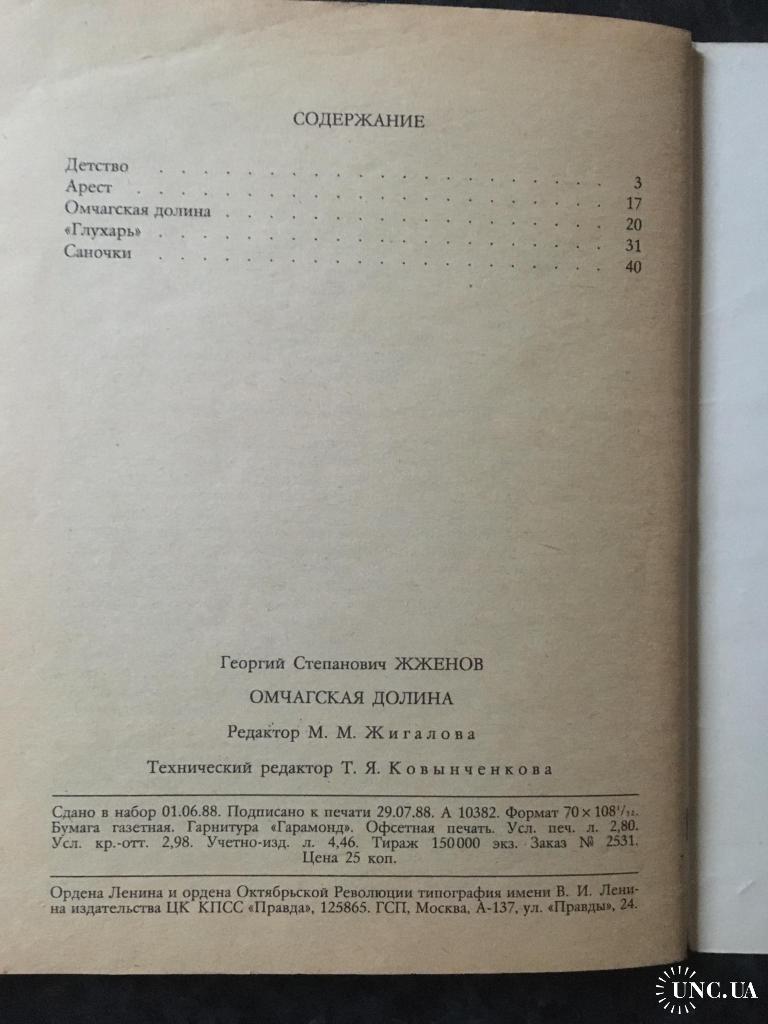 СОДЕРЖАНИЕ
Детство . . . . . . . . . . . . . . . . . . . . . 3
Арест . . . . . . . . . . . . . . . . . . . . . . 17
Омчагская долина . . . . . . . . . . . . . . . . . . 20
«Глухарь» . . . . . . . . . . . . . . . . . . . . . 31
Саночки . . . . . . . . . . . . . . . . . . . . . 40
Георгий Степанович ЖЖЕНОВ
ОМЧАГСКАЯ ДОЛИНА
Редактор М. М. Жигалова
Технический редактор Т. Я. Ковынченкова
Сдано в набор 01.06.88. Подписано к печати 29.07.88. А 10382. Формат 70×108¹/₃₂.
Бумага газетная. Гарнитура «Гарамонд». Офсетная печать. Усл. печ. л. 2,80.
Усл. кр.-отт. 2,98. Учетно-изд. л. 4,46. Тираж 150000 экз. Заказ № 2531.
Цена 25 коп.
Ордена Ленина и ордена Октябрьской Революции типография имени В. И. Лени-
на издательства ЦК КПСС «Правда», 125865. ГСП, Москва, А-137, ул. «Правды», 24.
UNC.UA